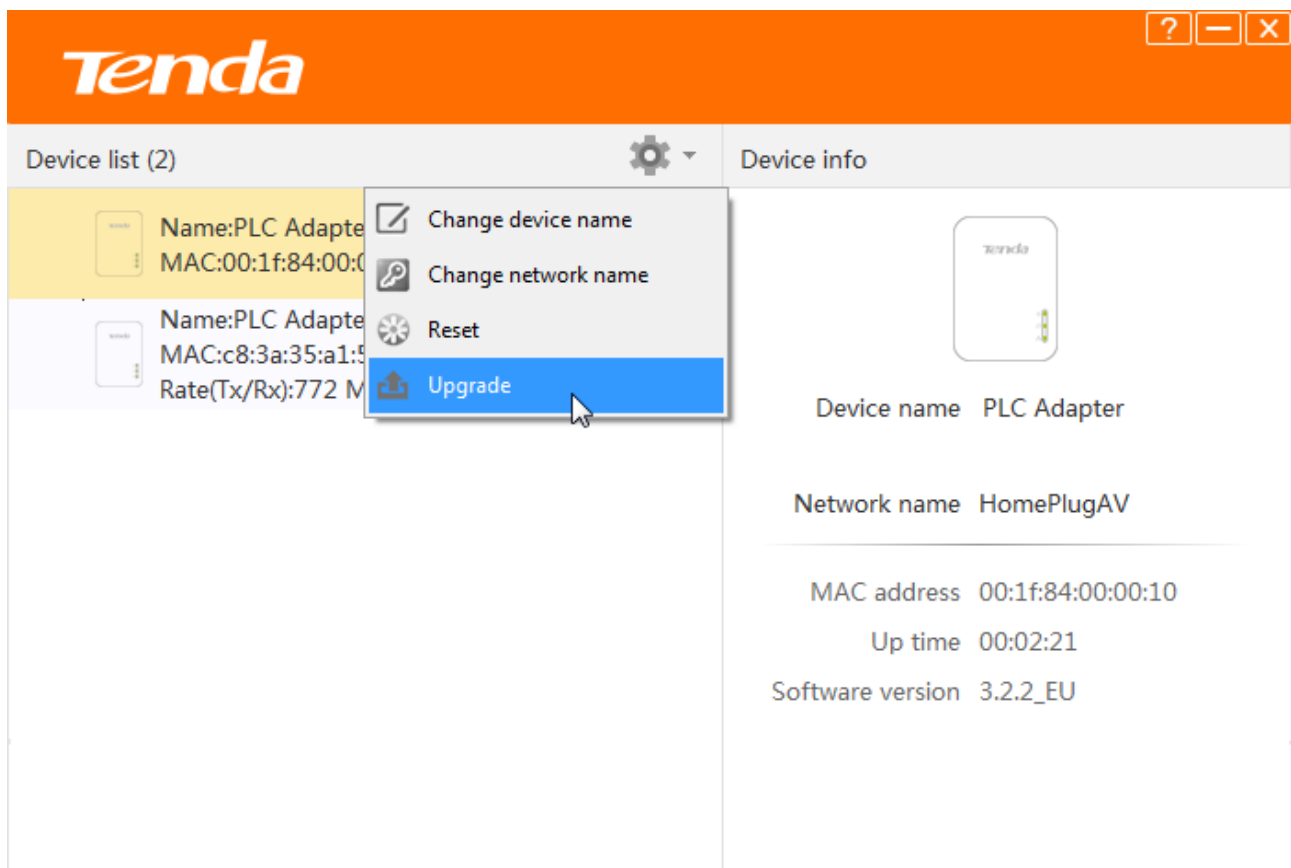 Tenda
?
Device list (2)
Device info
Name:PLC Adapte
MAC:00:1f:84:00:0
Name:PLC Adapte
MAC:c8:3a:35:a1:5
Rate(Tx/Rx):772 M
Change device name
Change network name
Reset
Upgrade
Tenda
Device name PLC Adapter
Network name HomePlugAV
MAC address 00:1f:84:00:00:10
Up time 00:02:21
Software version 3.2.2_EU